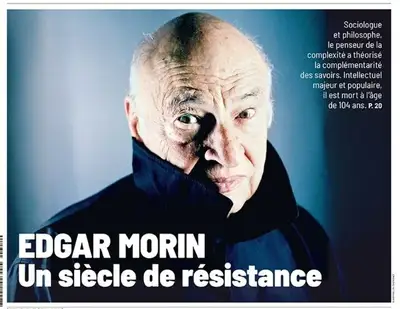 Sociologue
et philosophe,
le penseur de la
complexité a théorisé
la complémentarité
des savoirs. Intellectuel
majeur et populaire,
il est mort à l'âge
de 104 ans. P. 20
EDGAR MORIN
Un siècle de résistance